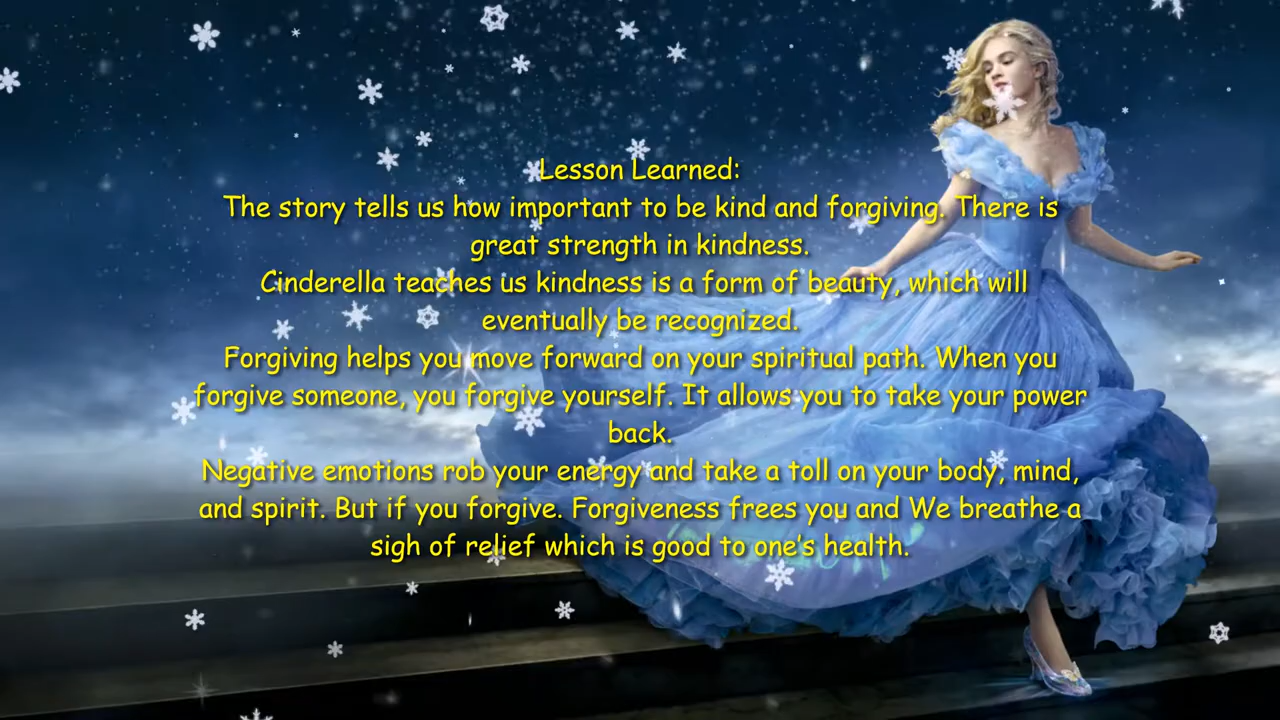 Lesson Learned:
The story tells us how important to be kind and forgiving. There is
great strength in kindness.
Cinderella teaches us kindness is a form of beauty, which will
eventually be recognized.
Forgiving helps you move forward on your spiritual path. When you
forgive someone, you forgive yourself. It allows you to take your power
back.
Negative emotions rob your energy and take a toll on your body, mind,
and spirit. But if you forgive. Forgiveness frees you and We breathe a
sigh of relief which is good to one's health.